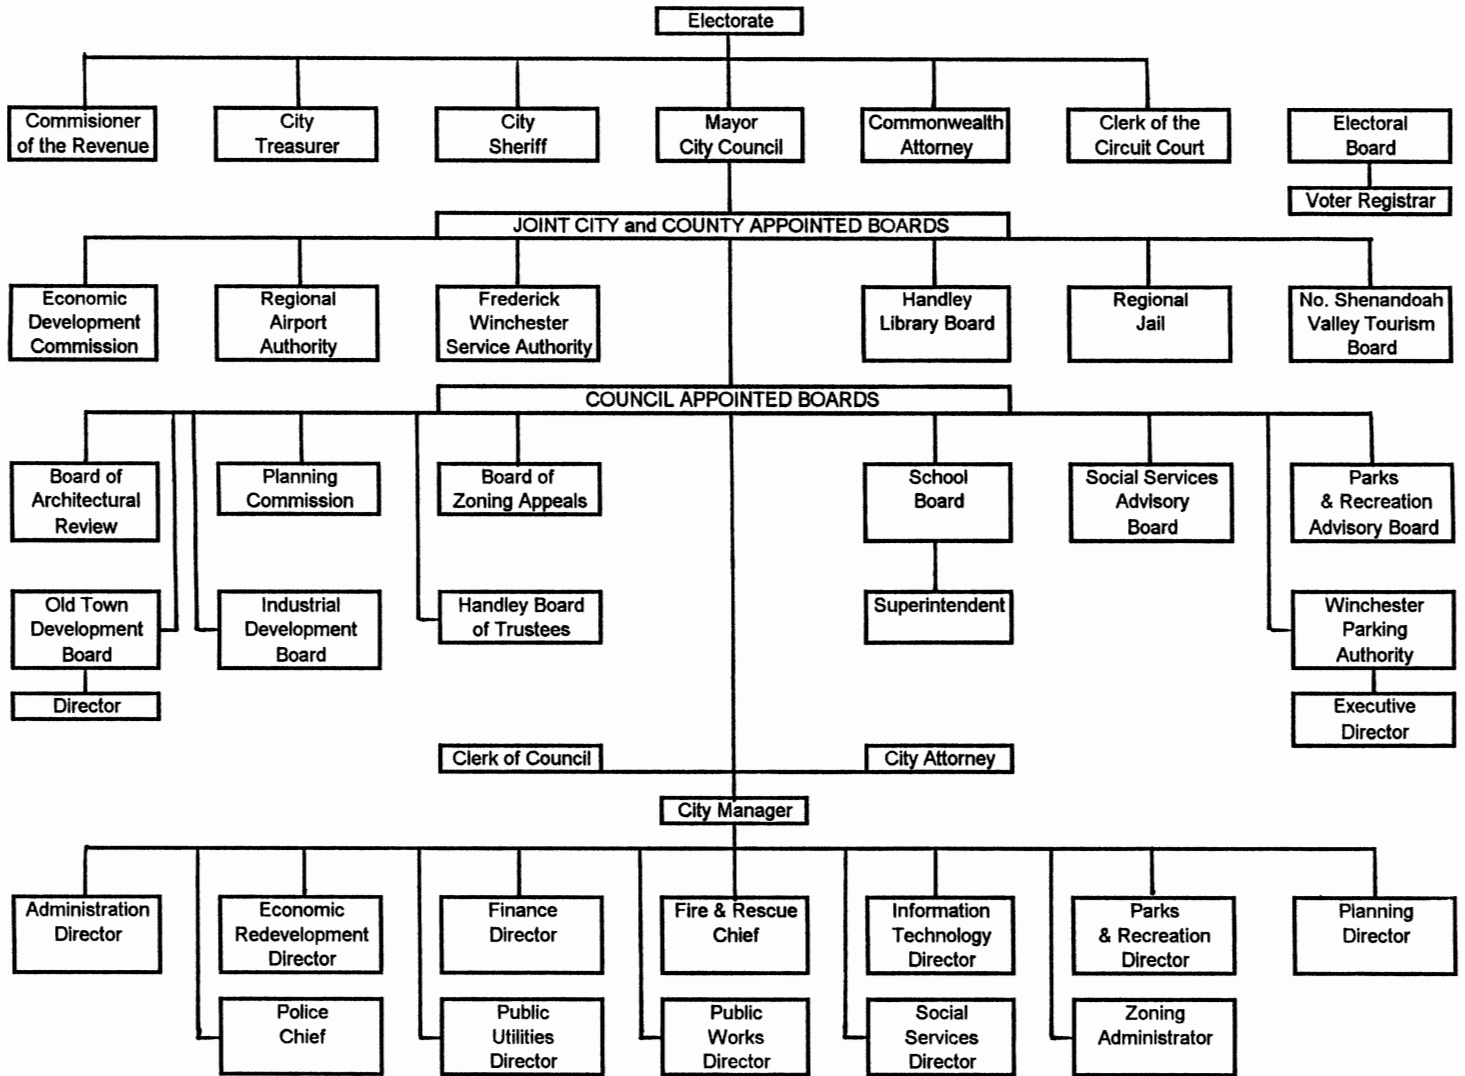 Electorate
Commisioner
of the Revenue
City
Treasurer
City
Sheriff
Mayor
City Council
Commonwealth
Attorney
Clerk of the
Circuit Court
Electoral
Board
Voter Registrar
JOINT CITY and COUNTY APPOINTED BOARDS
Economic
Development
Commission
Regional
Airport
Authority
Frederick
Winchester
Service Authority
Handley
Library Board
Regional
Jail
No. Shenandoah
Valley Tourism
Board
COUNCIL APPOINTED BOARDS
Board of
Architectural
Review
Planning
Commission
Board of
Zoning Appeals
School
Board
Social Services
Advisory
Board
Parks
& Recreation
Advisory Board
Old Town
Development
Board
Industrial
Development
Board
Handley Board
of Trustees
Superintendent
Winchester
Parking
Authority
Director
Executive
Director
Clerk of Council
City Attorney
City Manager
Administration
Director
Economic
Redevelopment
Director
Finance
Director
Fire & Rescue
Chief
Information
Technology
Director
Parks
& Recreation
Director
Planning
Director
Police
Chief
Public
Utilities
Director
Public
Works
Director
Social
Services
Director
Zoning
Administrator